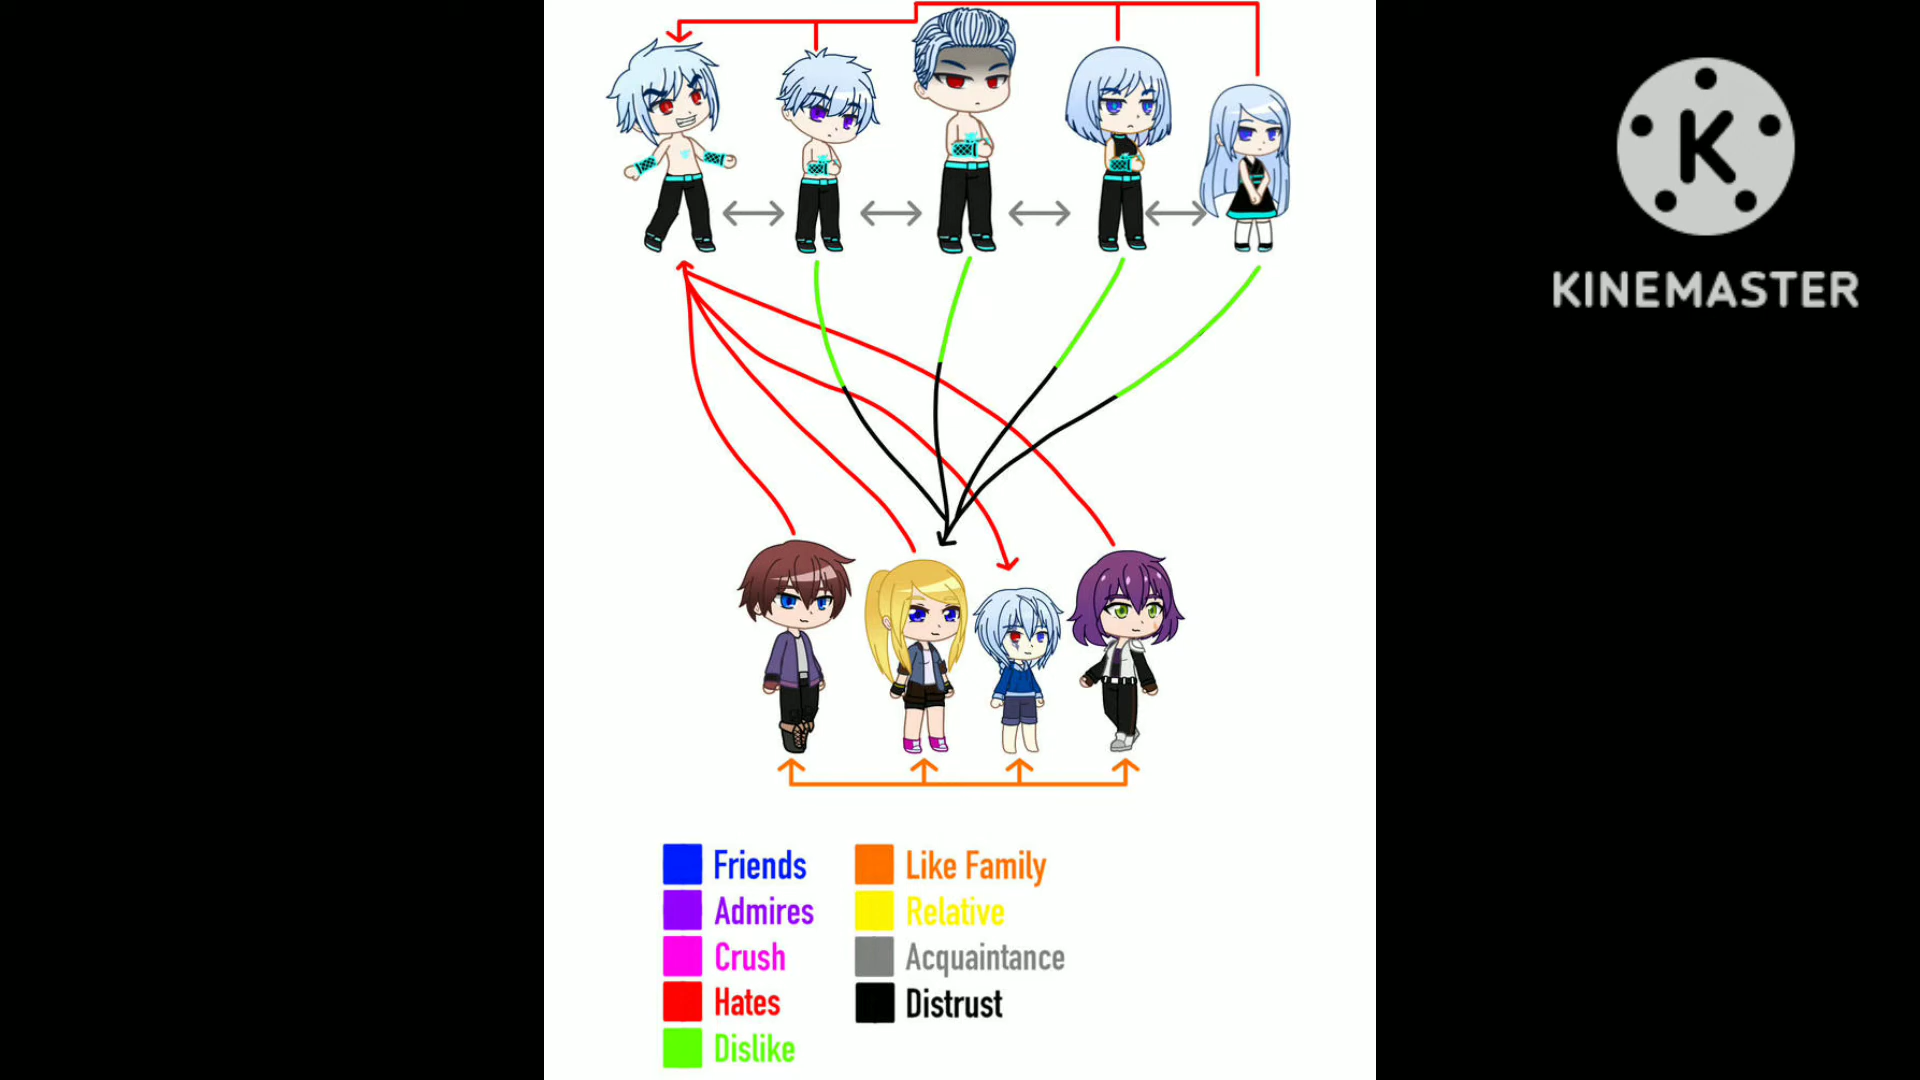 K
KINEMASTER
Friends
Like Family
Admires
Relative
Crush
Acquaintance
Hates
Distrust
Dislike